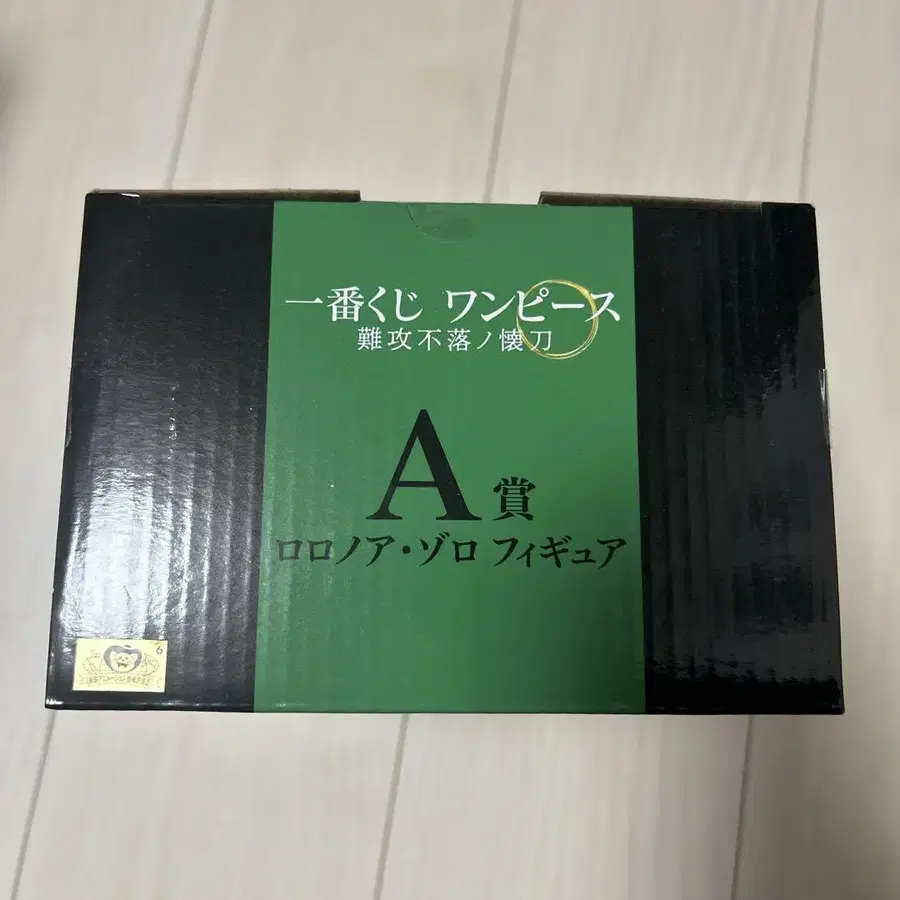 一番くじ ワンピース
難攻不落ノ懐刀
A賞
ロロノア・ゾロ フィギュア
6